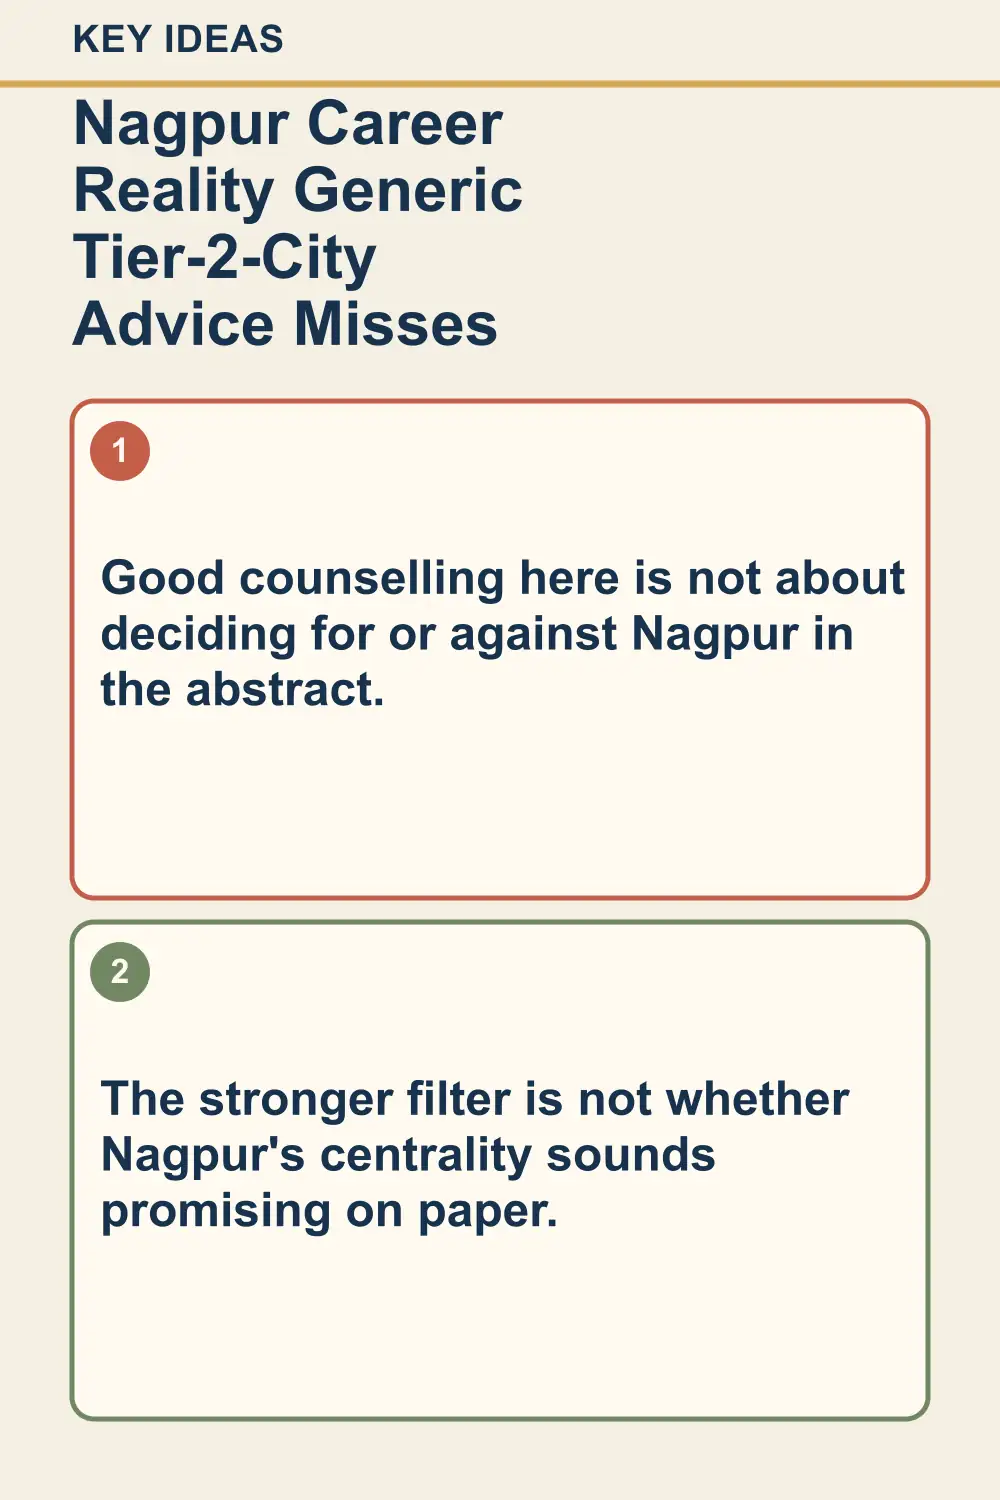 KEY IDEAS
Nagpur Career
Reality Generic
Tier-2-City
Advice Misses
1
Good counselling here is not about
deciding for or against Nagpur in
the abstract.
2
The stronger filter is not whether
Nagpur's centrality sounds
promising on paper.